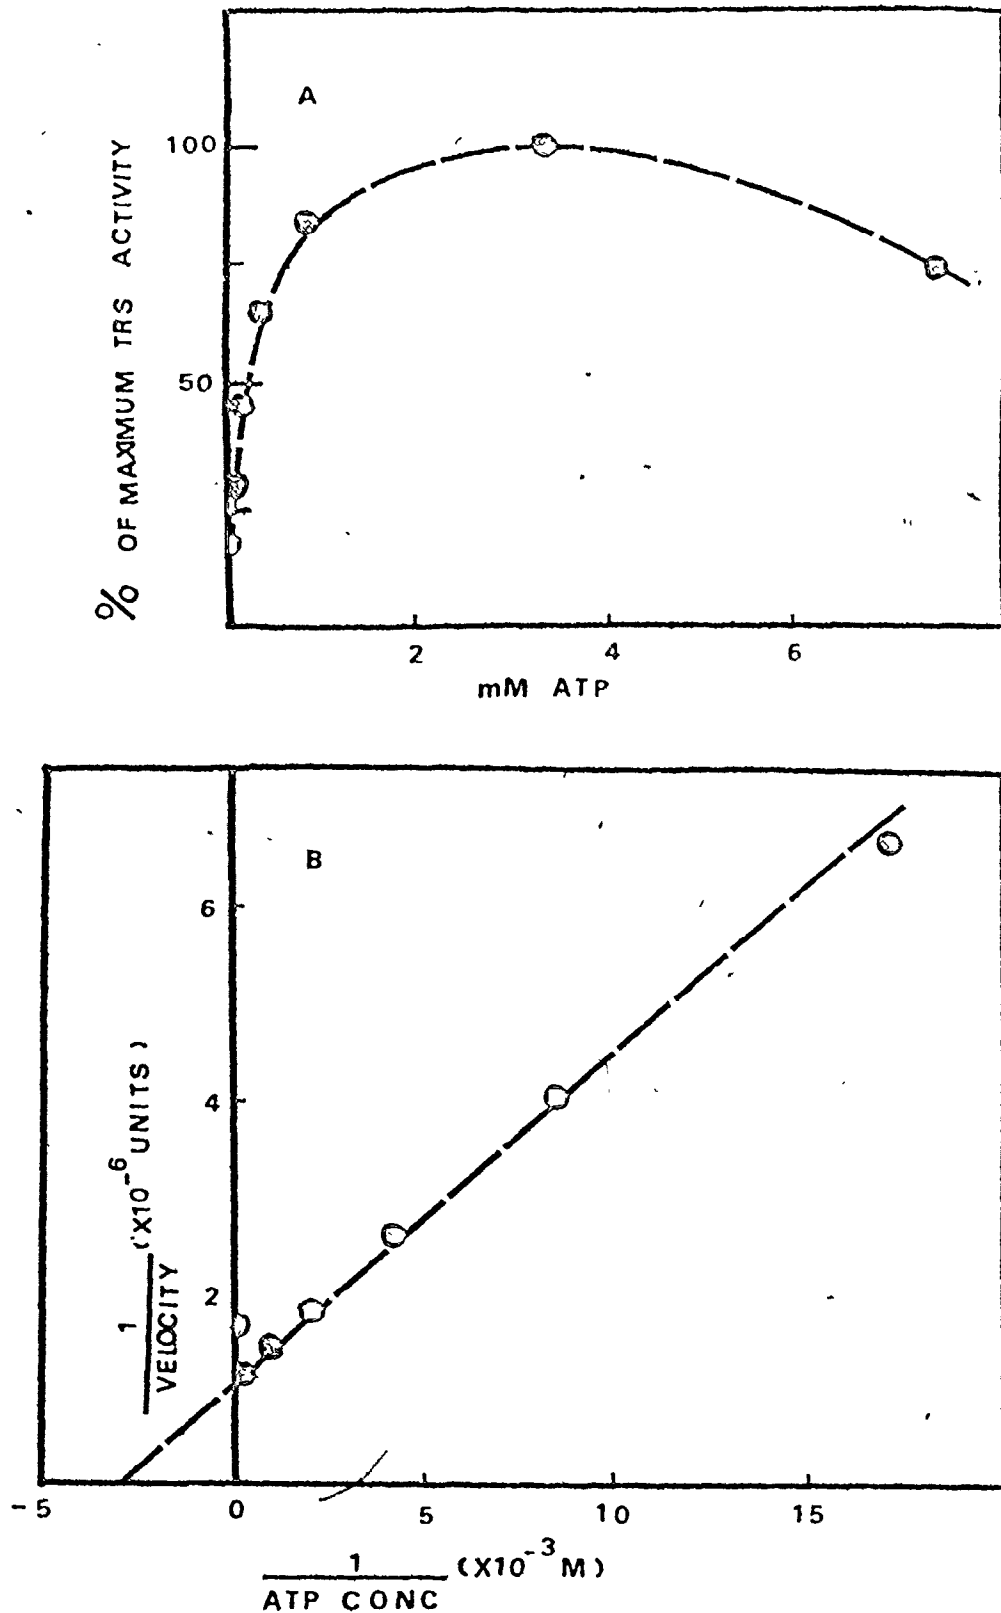 A
% OF MAXIMUM TRS ACTIVITY
100
50
2 4 6
mM ATP
B
1/VELOCITY (X10⁻⁶ UNITS)
6
4
2
-5 0 5 10 15
1/ATP CONC (X10⁻³ M)